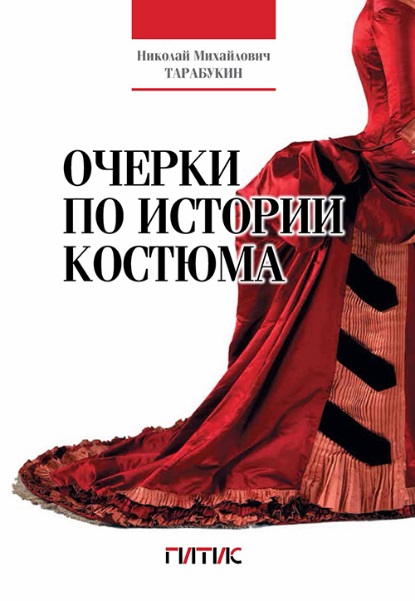 Николай Михайлович
ТАРАБУКИН
ОЧЕРКИ
ПО ИСТОРИИ
КОСТЮМА
ГИТИС